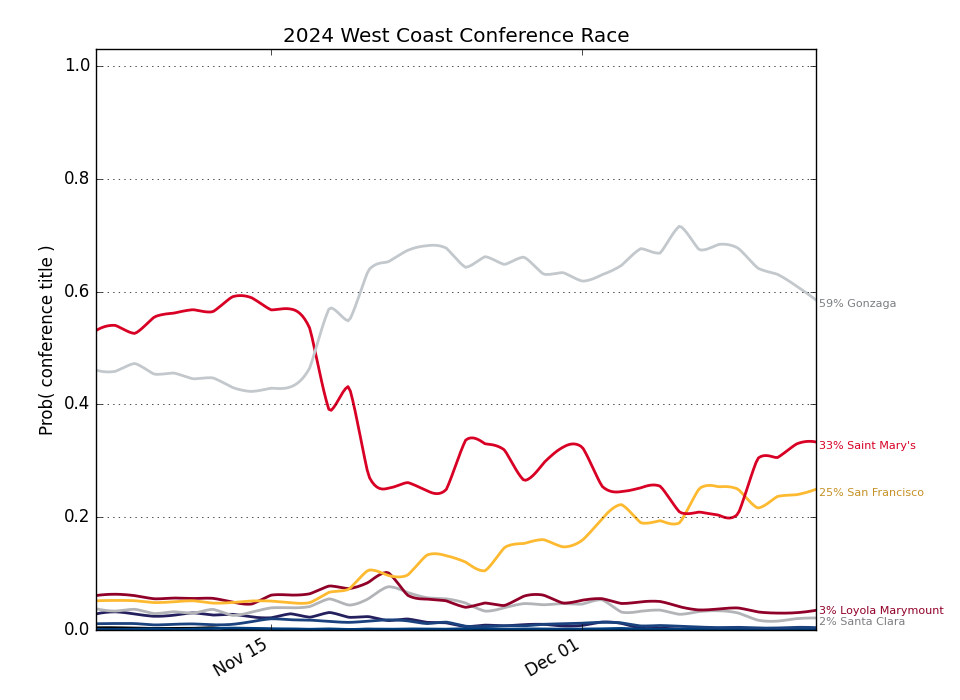 2024 West Coast Conference Race
Prob( conference title )
1.0
0.8
0.6
0.4
0.2
0.0
Nov 15
Dec 01
59% Gonzaga
33% Saint Mary's
25% San Francisco
3% Loyola Marymount
2% Santa Clara